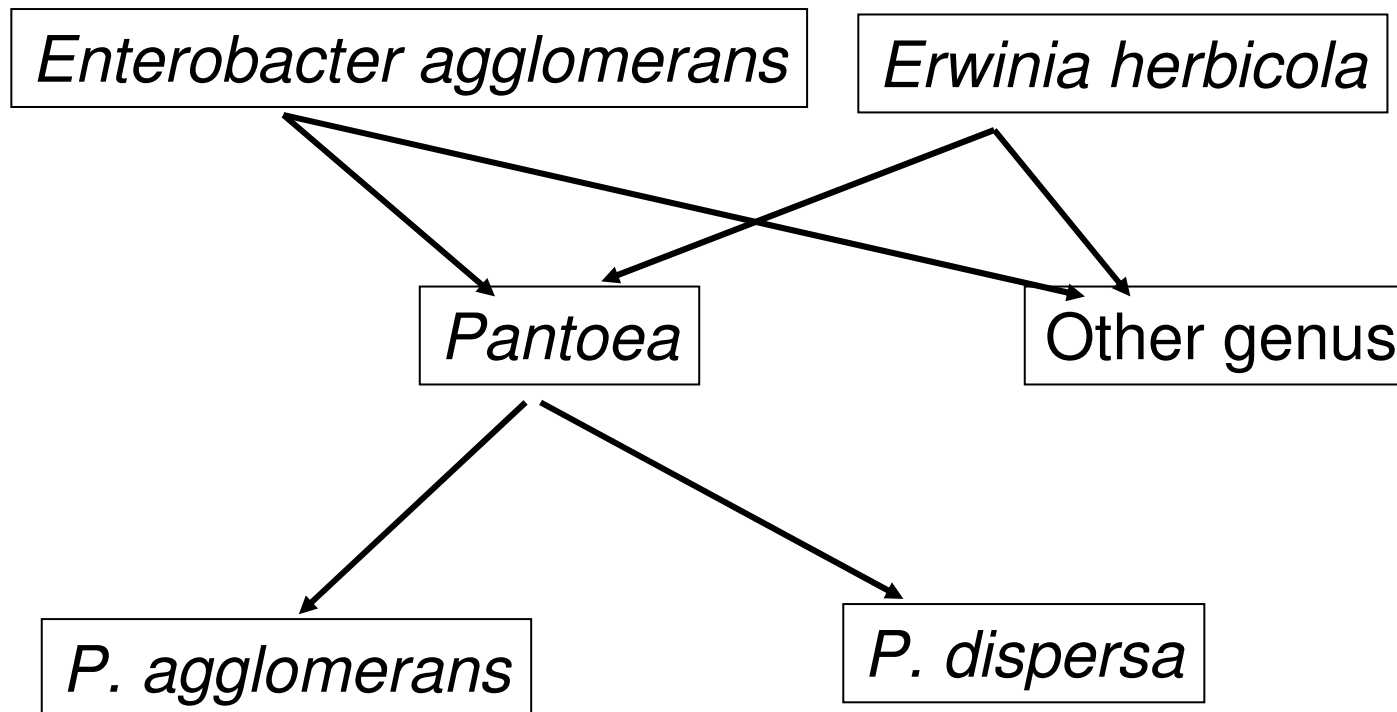 Enterobacter agglomerans
Erwinia herbicola
Pantoea
Other genus
P. agglomerans
P. dispersa